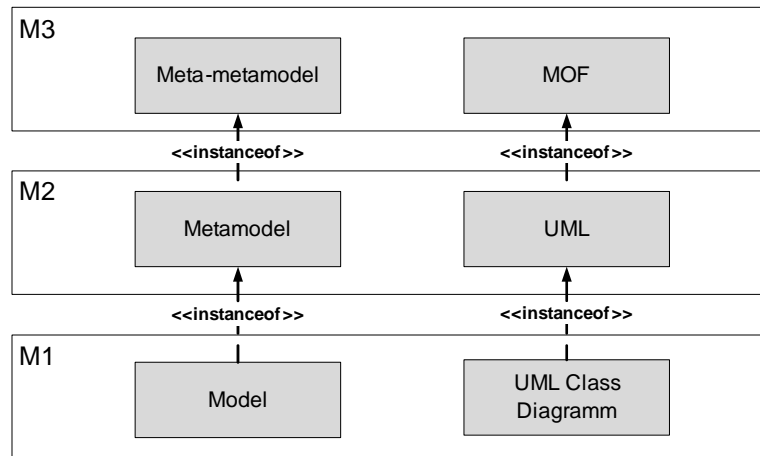 M3
Meta-metamodel
MOF
<<instanceof>>
<<instanceof>>
M2
Metamodel
UML
<<instanceof>>
<<instanceof>>
M1
Model
UML Class
Diagramm